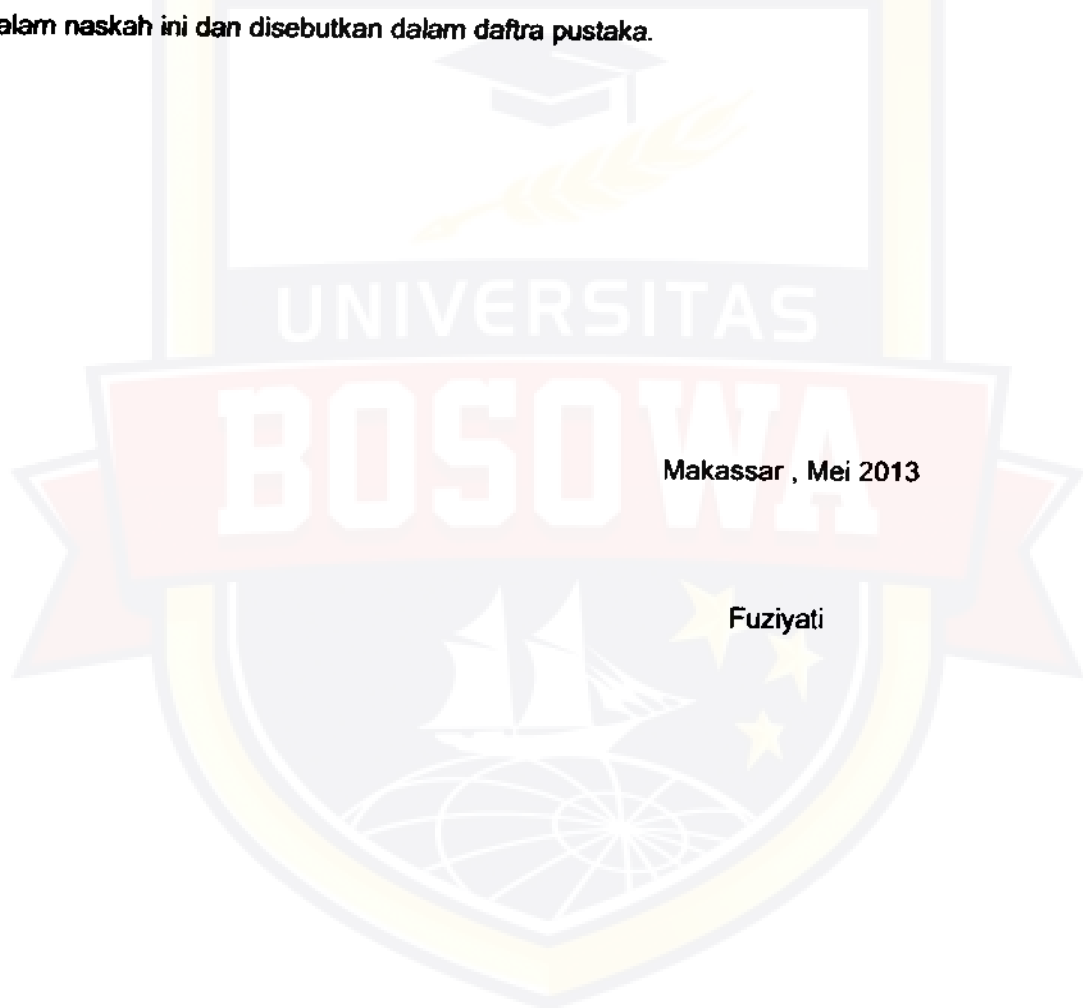 alam naskah ini dan disebutkan dalam daftra pustaka.
UNIVERSITAS
BOSOWA
Makassar , Mei 2013
Fuziyati